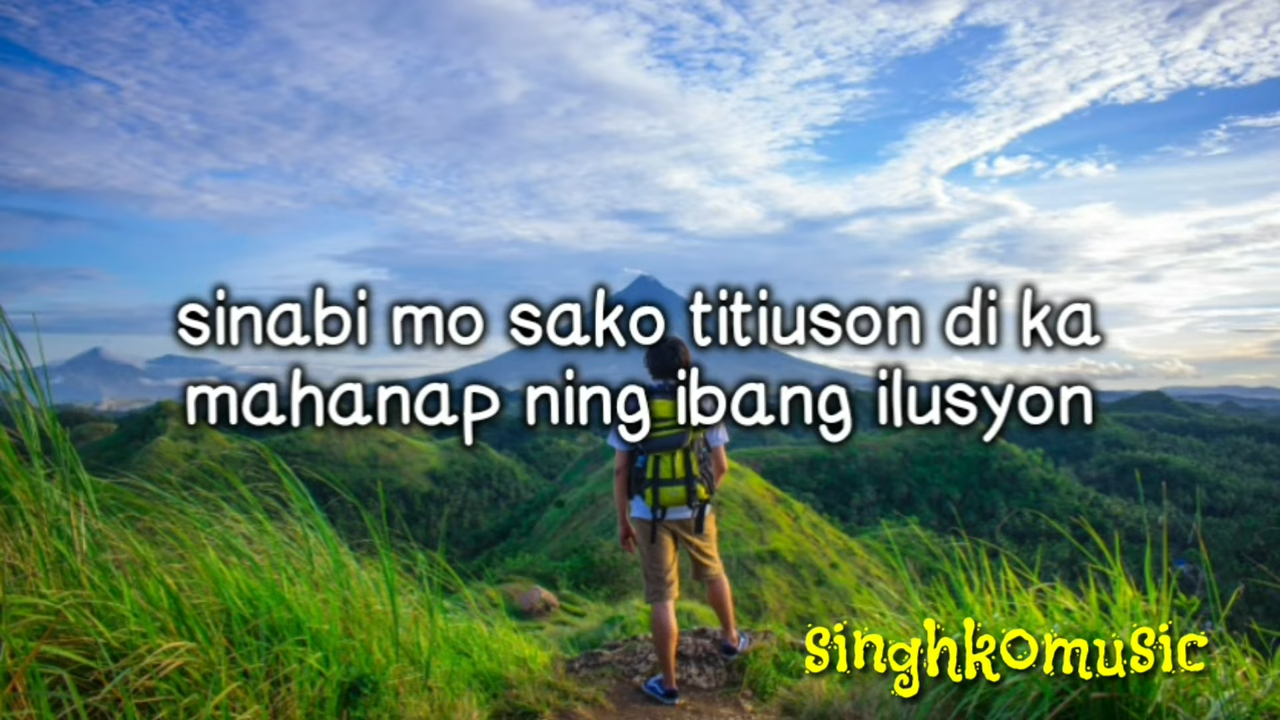 sinabi mo sako titiuson di ka
mahanap ning ibang ilusyon
singhkomusic